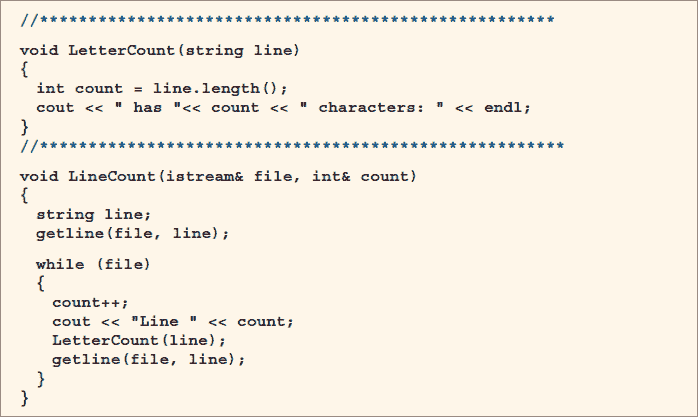 //*****************************************************
void LetterCount(string line)
{
int count = line.length();
cout << " has "<< count << " characters: " << endl;
}
//******************************************************
void LineCount(istream& file, int& count)
{
string line;
getline(file, line);
while (file)
{
count++;
cout << "Line " << count;
LetterCount(line);
getline(file, line);
}
}